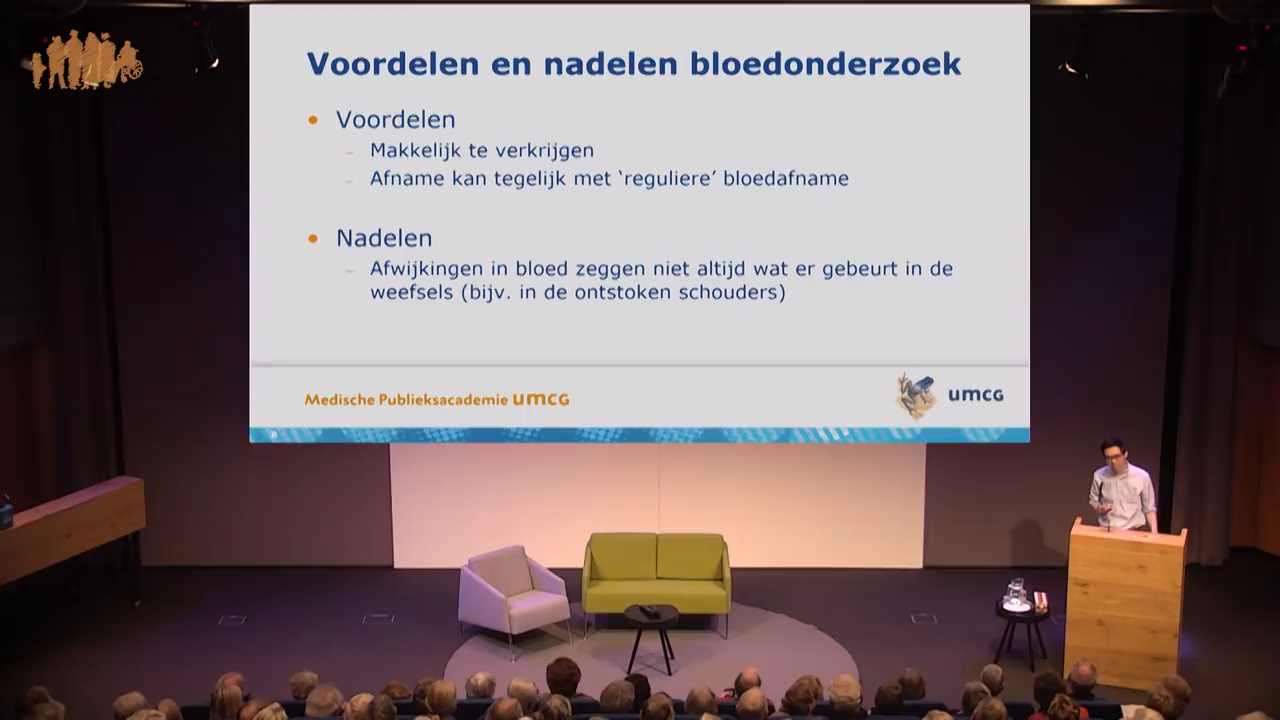 Voordelen en nadelen bloedonderzoek
• Voordelen
– Makkelijk te verkrijgen
– Afname kan tegelijk met ‘reguliere’ bloedafname
• Nadelen
– Afwijkingen in bloed zeggen niet altijd wat er gebeurt in de
weefsels (bijv. in de ontstoken schouders)
Medische Publieksacademie umcG
umcG